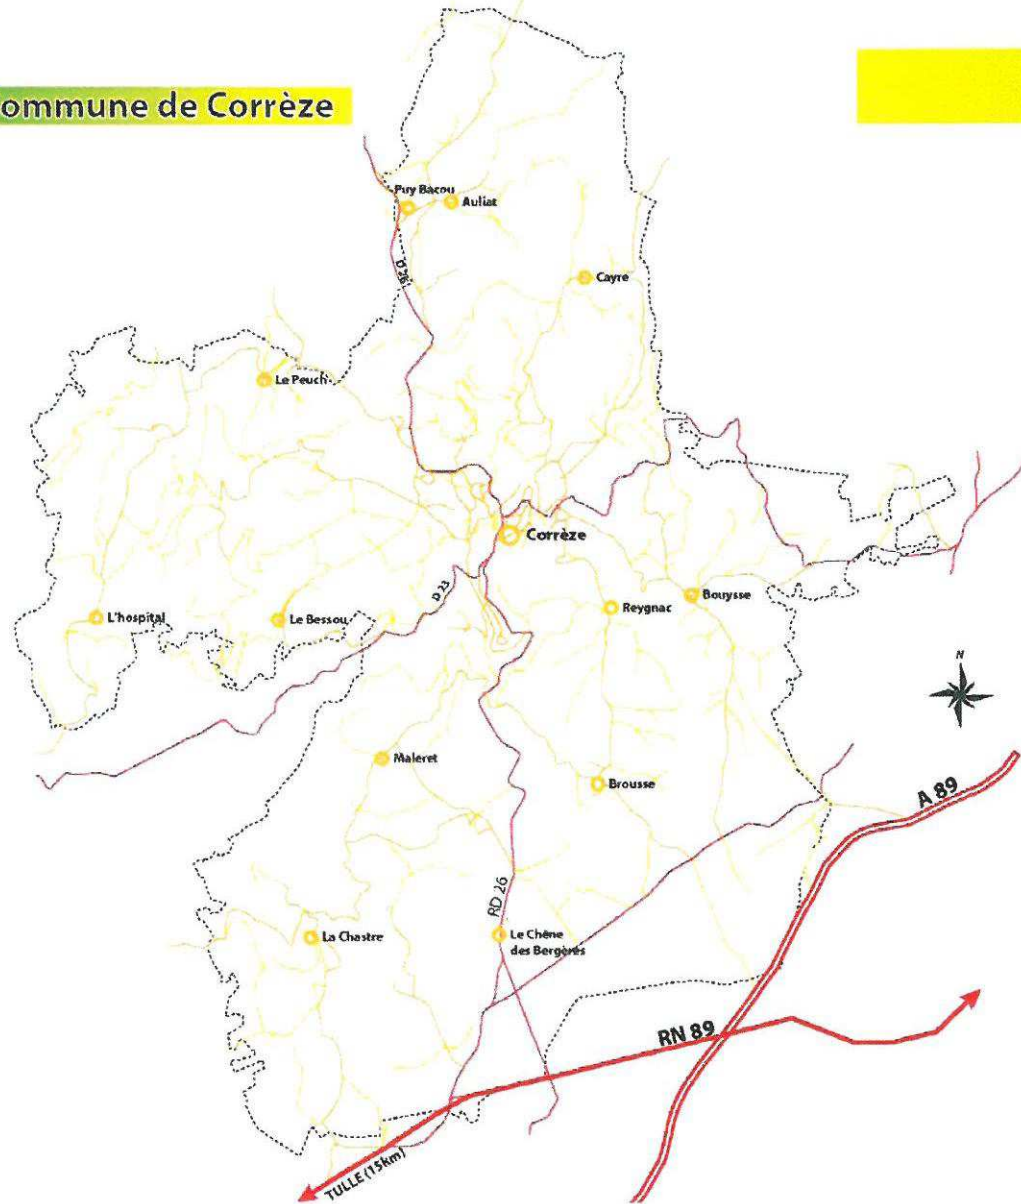 ommune de Corrèze
Puy Bacou
Auliat
D 26
Cayre
Le Peuch
Corrèze
D 23
Bouysse
Reygnac
L'hospital
Le Bessou
N
Maleret
Brousse
A 89
RD 26
La Chastre
Le Chêne
des Bergères
RN 89
TULLE (15km)